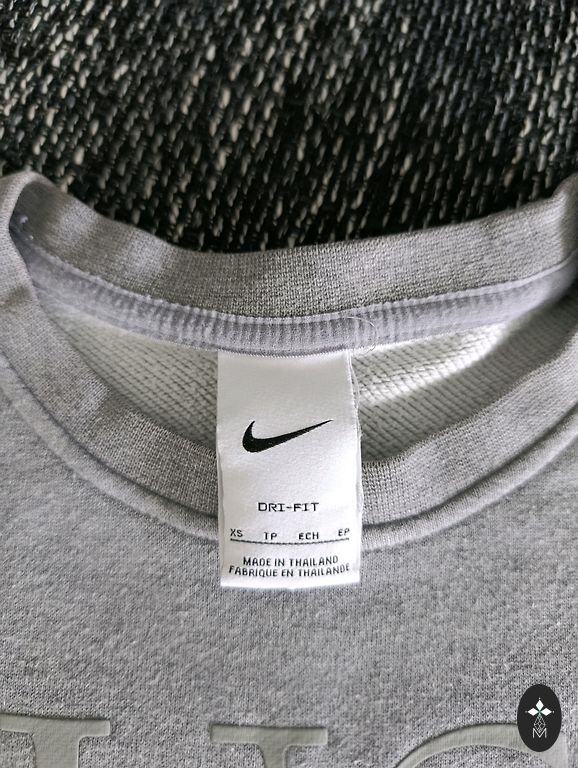 DRI-FIT
XS TP ECH EP
MADE IN THAILAND
FABRIQUE EN THAILANDE
M